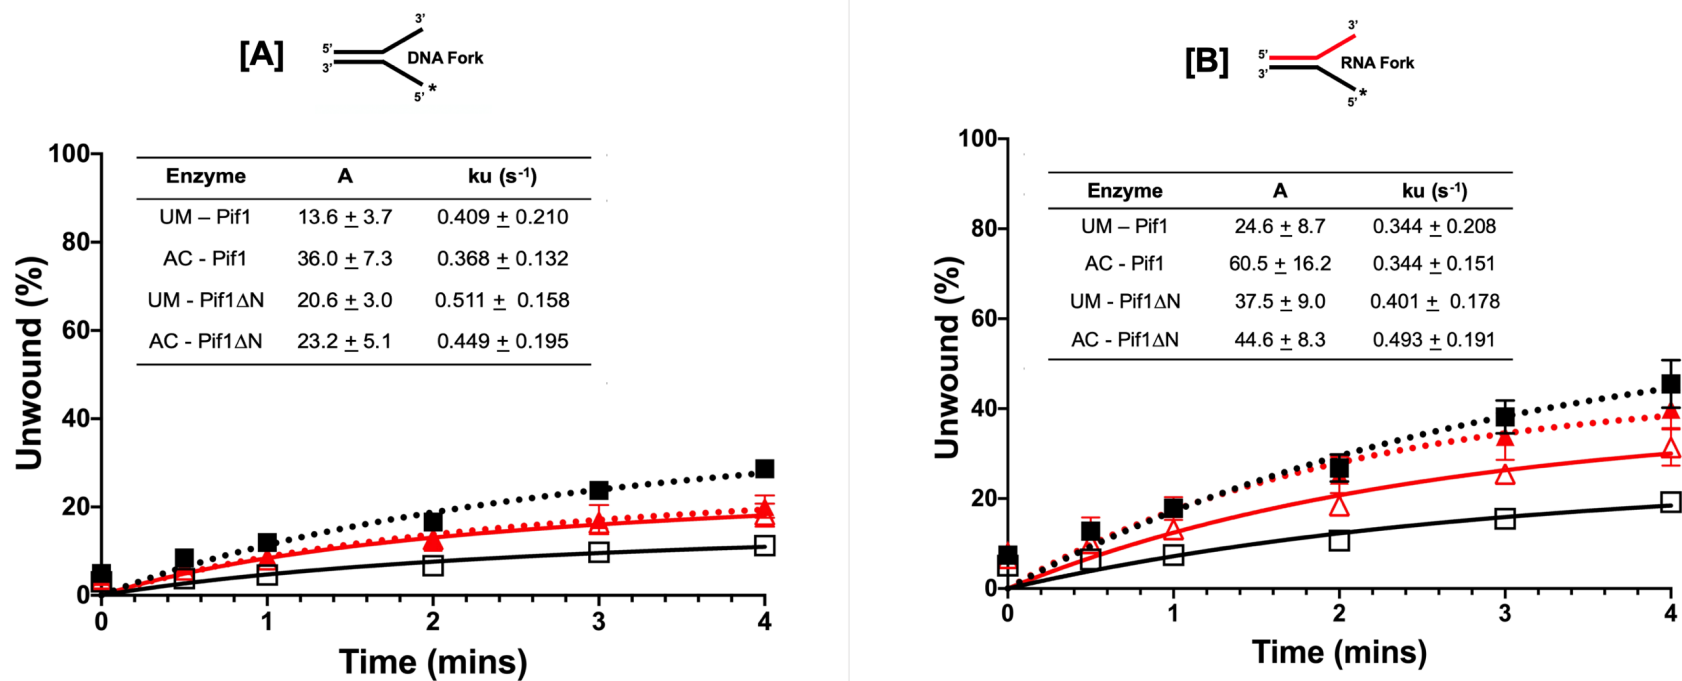 [A]
3'
5'
3'
DNA Fork
5'
*
100
80
60
40
20
0
Unwound (%)
Enzyme A ku (s-1)
UM – Pif1 13.6 ± 3.7 0.409 ± 0.210
AC - Pif1 36.0 ± 7.3 0.368 ± 0.132
UM - Pif1ΔN 20.6 ± 3.0 0.511 ± 0.158
AC - Pif1ΔN 23.2 ± 5.1 0.449 ± 0.195
0 1 2 3 4
Time (mins)
[B]
3'
5'
3'
RNA Fork
5'
*
100
80
60
40
20
0
Unwound (%)
Enzyme A ku (s-1)
UM – Pif1 24.6 ± 8.7 0.344 ± 0.208
AC - Pif1 60.5 ± 16.2 0.344 ± 0.151
UM - Pif1ΔN 37.5 ± 9.0 0.401 ± 0.178
AC - Pif1ΔN 44.6 ± 8.3 0.493 ± 0.191
0 1 2 3 4
Time (mins)